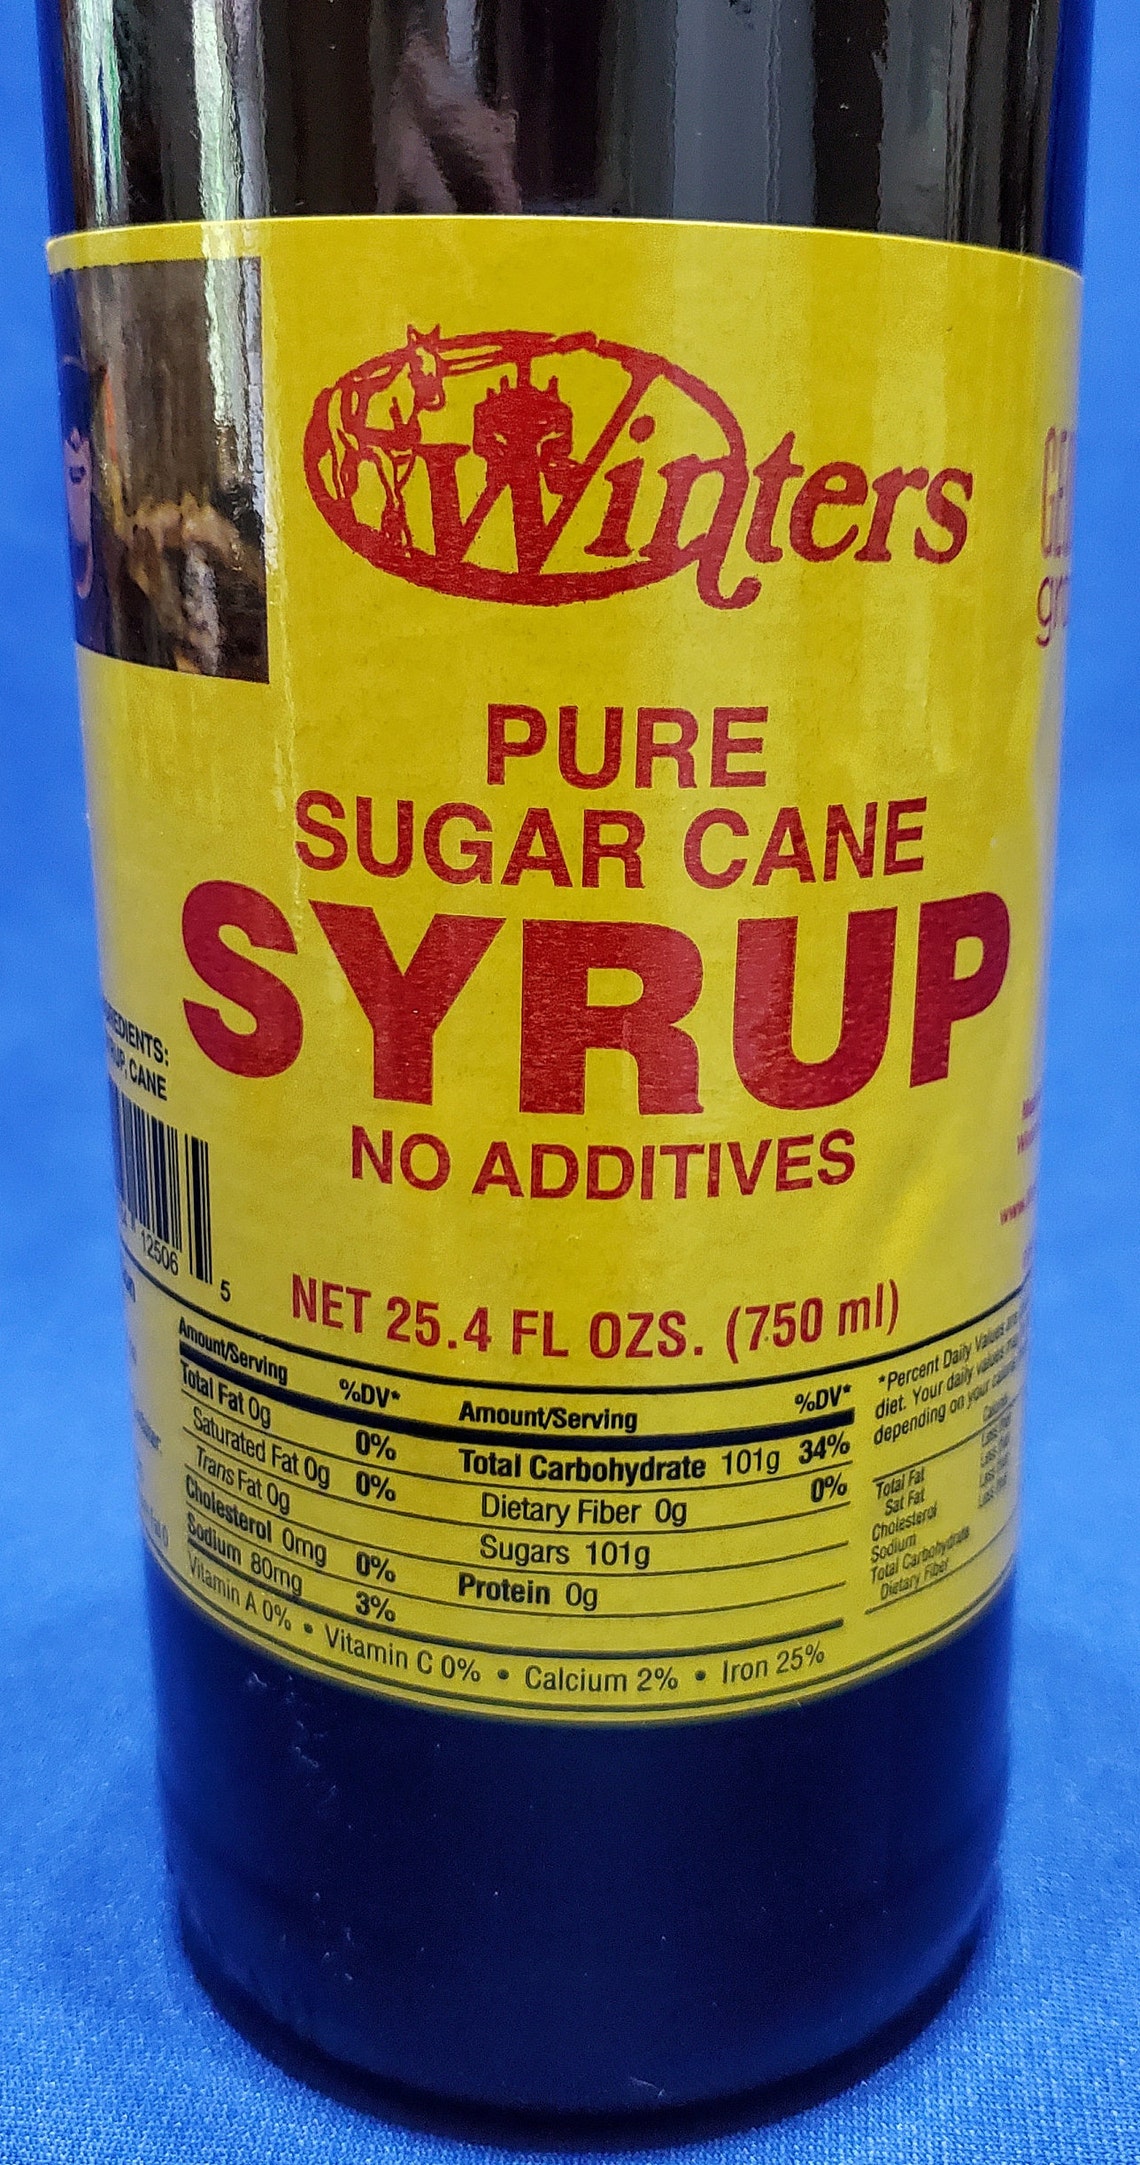 Winters
PURE
SUGAR CANE
SYRUP
NO ADDITIVES
CANE
12506
5
NET 25.4 FL OZS. (750 ml)
Amount/Serving %DV*
Total Fat 0g 0%
Saturated Fat 0g 0%
Trans Fat 0g
Cholesterol 0mg 0%
Sodium 80mg 3%
Amount/Serving %DV*
Total Carbohydrate 101g 34%
Dietary Fiber 0g 0%
Sugars 101g
Protein 0g
Vitamin A 0% • Vitamin C 0% • Calcium 2% • Iron 25%
*Percent Daily Values
diet. Your daily values
depending on your
Total Fat
Sat Fat
Cholesterol
Sodium
Total Carbohydrate
Dietary Fiber